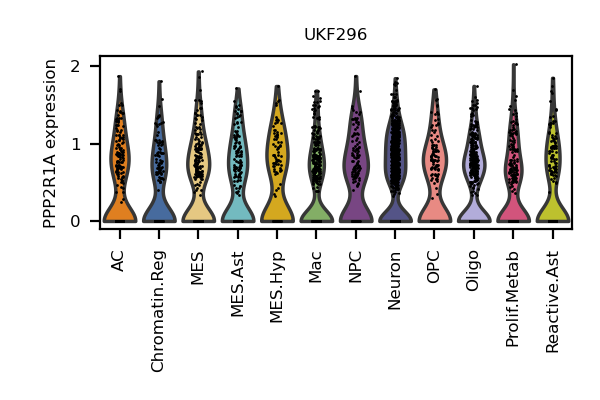 UKF296
PPP2R1A expression
2
1
0
AC
Chromatin.Reg
MES
MES.Ast
MES.Hyp
Mac
NPC
Neuron
OPC
Oligo
Prolif.Metab
Reactive.Ast